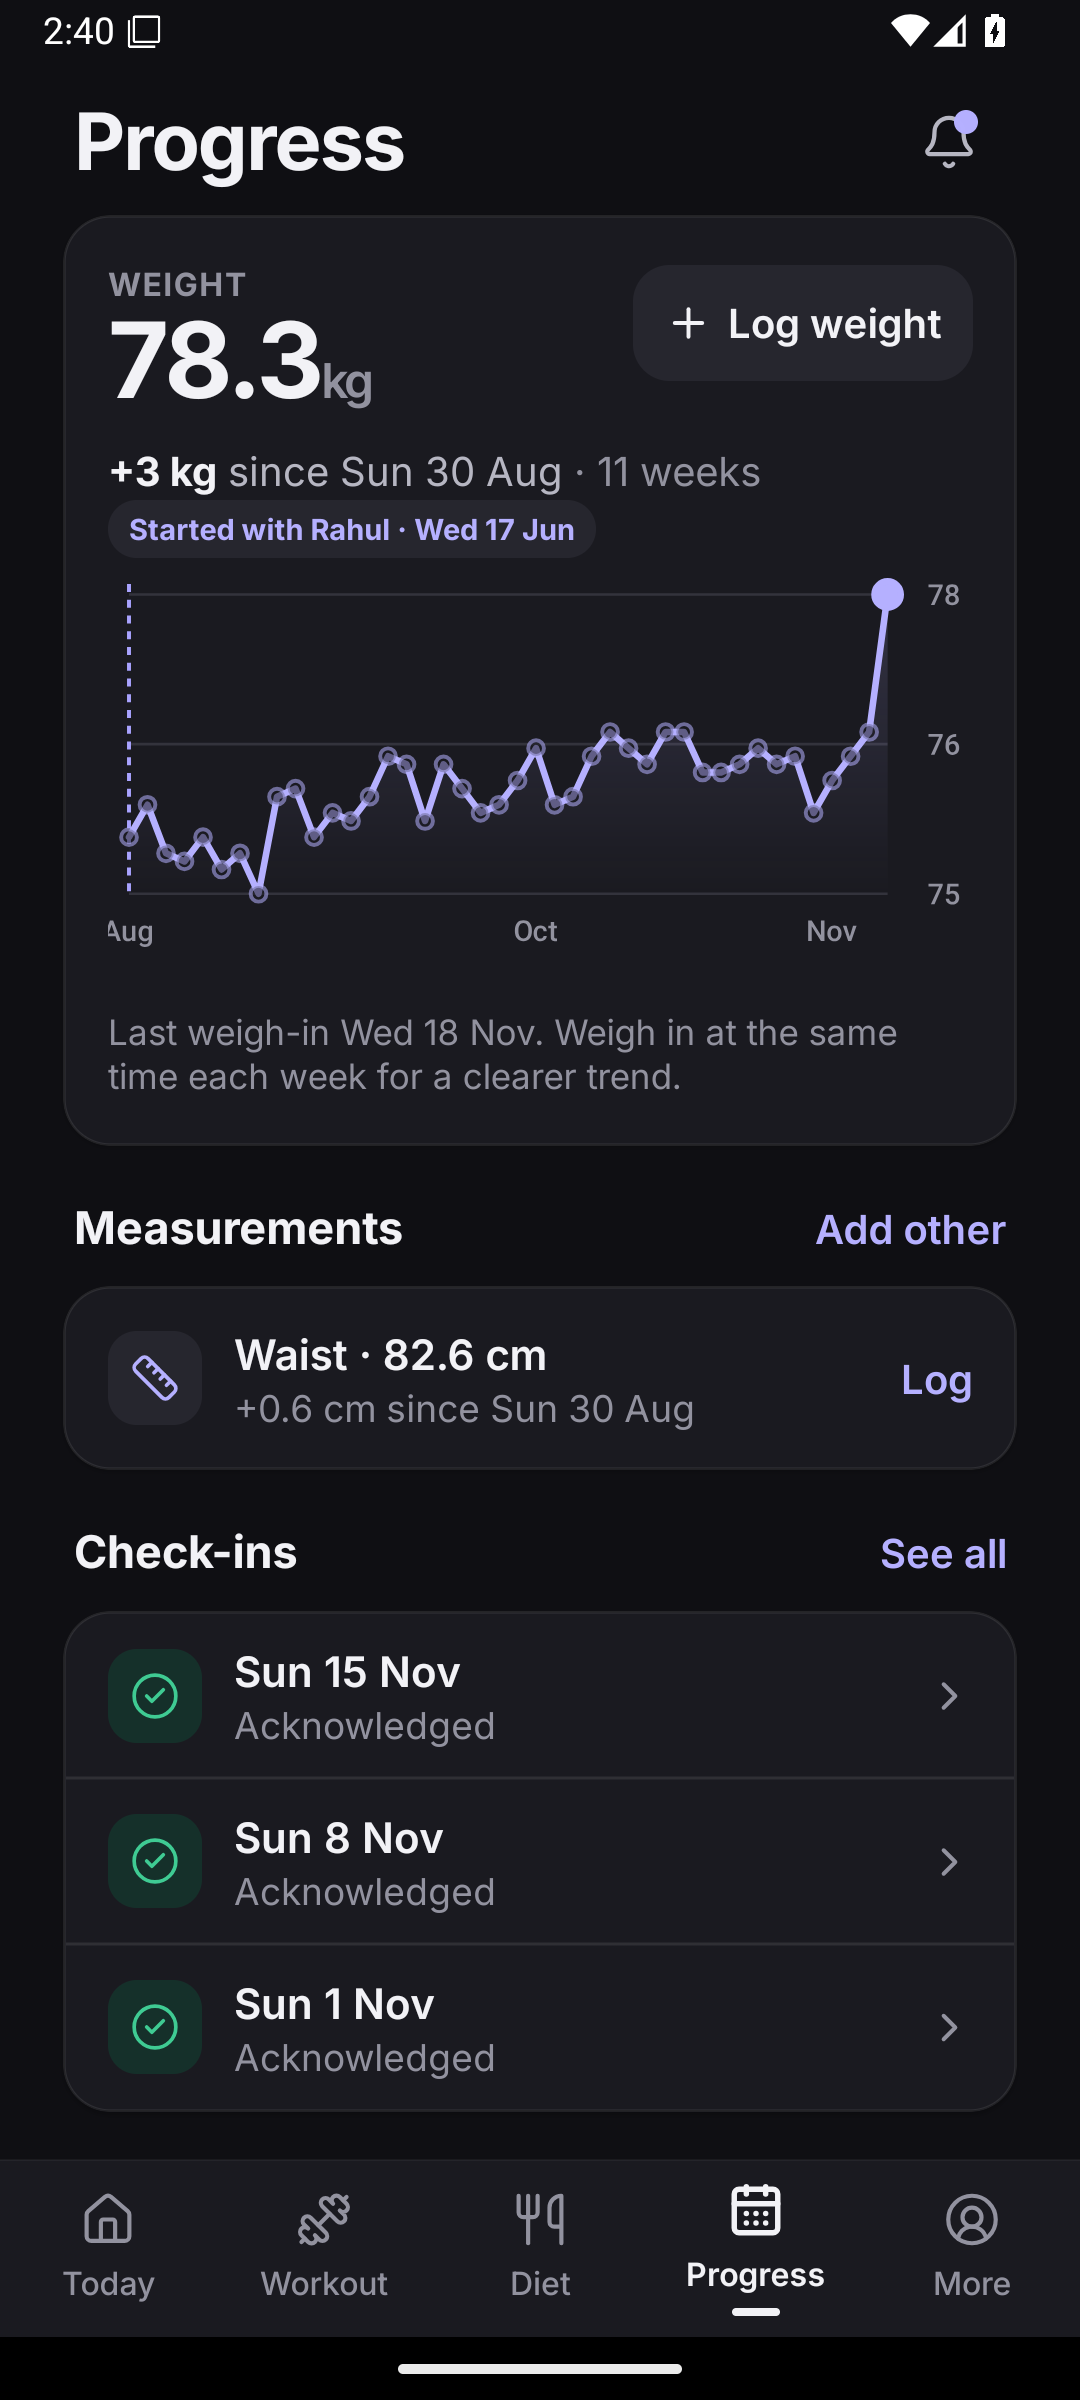 2:40
Progress
WEIGHT
78.3kg
+ Log weight
+3 kg since Sun 30 Aug · 11 weeks
Started with Rahul · Wed 17 Jun
78
76
75
Aug
Oct
Nov
Last weigh-in Wed 18 Nov. Weigh in at the same
time each week for a clearer trend.
Measurements
Add other
Waist · 82.6 cm
+0.6 cm since Sun 30 Aug
Log
Check-ins
See all
Sun 15 Nov
Acknowledged
Sun 8 Nov
Acknowledged
Sun 1 Nov
Acknowledged
Today
Workout
Diet
Progress
More